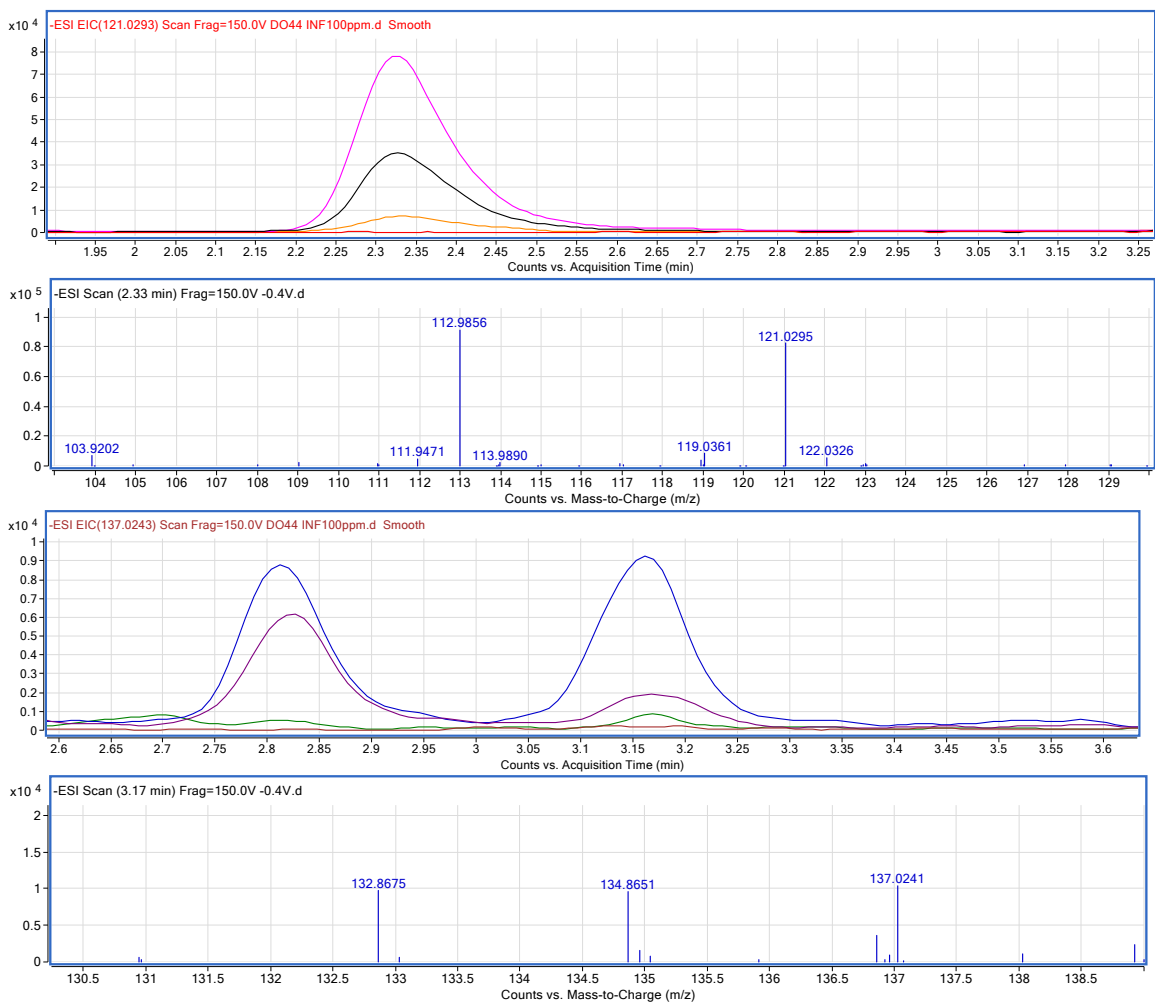 -ESI EIC(121.0293) Scan Frag=150.0V DO44 INF100ppm.d  Smooth
x10 4
8
7
6
5
4
3
2
1
0
1.95 2 2.05 2.1 2.15 2.2 2.25 2.3 2.35 2.4 2.45 2.5 2.55 2.6 2.65 2.7 2.75 2.8 2.85 2.9 2.95 3 3.05 3.1 3.15 3.2 3.25
Counts vs. Acquisition Time (min)
-ESI Scan (2.33 min) Frag=150.0V -0.4V.d
x10 5
1
0.8
0.6
0.4
0.2
0
112.9856
121.0295
103.9202
111.9471
113.9890
119.0361
122.0326
104 105 106 107 108 109 110 111 112 113 114 115 116 117 118 119 120 121 122 123 124 125 126 127 128 129
Counts vs. Mass-to-Charge (m/z)
-ESI EIC(137.0243) Scan Frag=150.0V DO44 INF100ppm.d  Smooth
x10 4
1
0.9
0.8
0.7
0.6
0.5
0.4
0.3
0.2
0.1
0
2.6 2.65 2.7 2.75 2.8 2.85 2.9 2.95 3 3.05 3.1 3.15 3.2 3.25 3.3 3.35 3.4 3.45 3.5 3.55 3.6
Counts vs. Acquisition Time (min)
-ESI Scan (3.17 min) Frag=150.0V -0.4V.d
x10 4
2
1.5
1
0.5
0
132.8675
134.8651
137.0241
130.5 131 131.5 132 132.5 133 133.5 134 134.5 135 135.5 136 136.5 137 137.5 138 138.5
Counts vs. Mass-to-Charge (m/z)